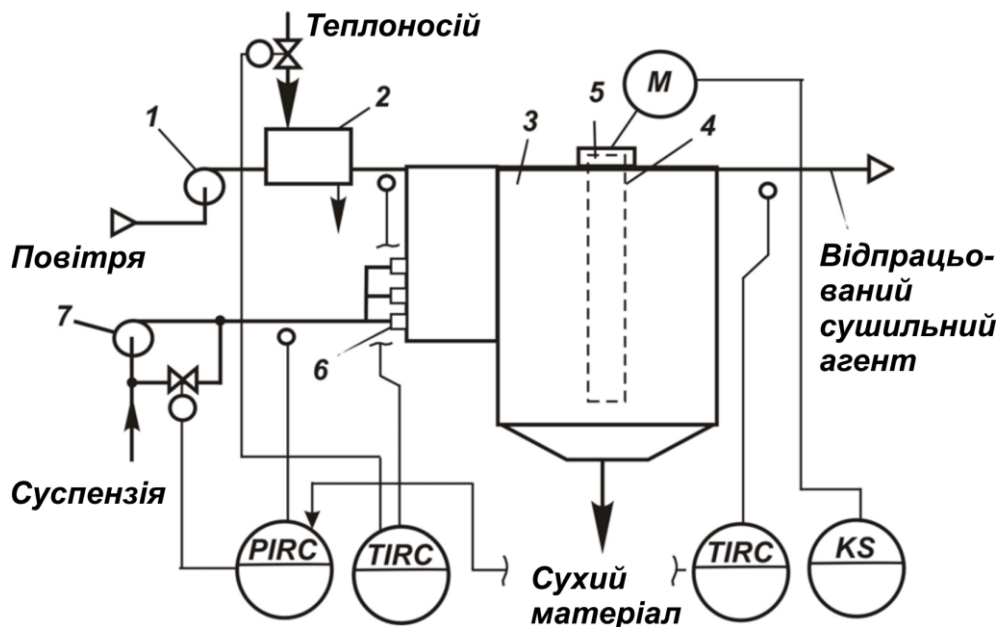 Теплоносій
M
1
2
3
5
4
Повітря
Відпрацьо-
ваний
сушильний
агент
7
6
Суспензія
PIRC
TIRC
Сухий
матеріал
TIRC
KS